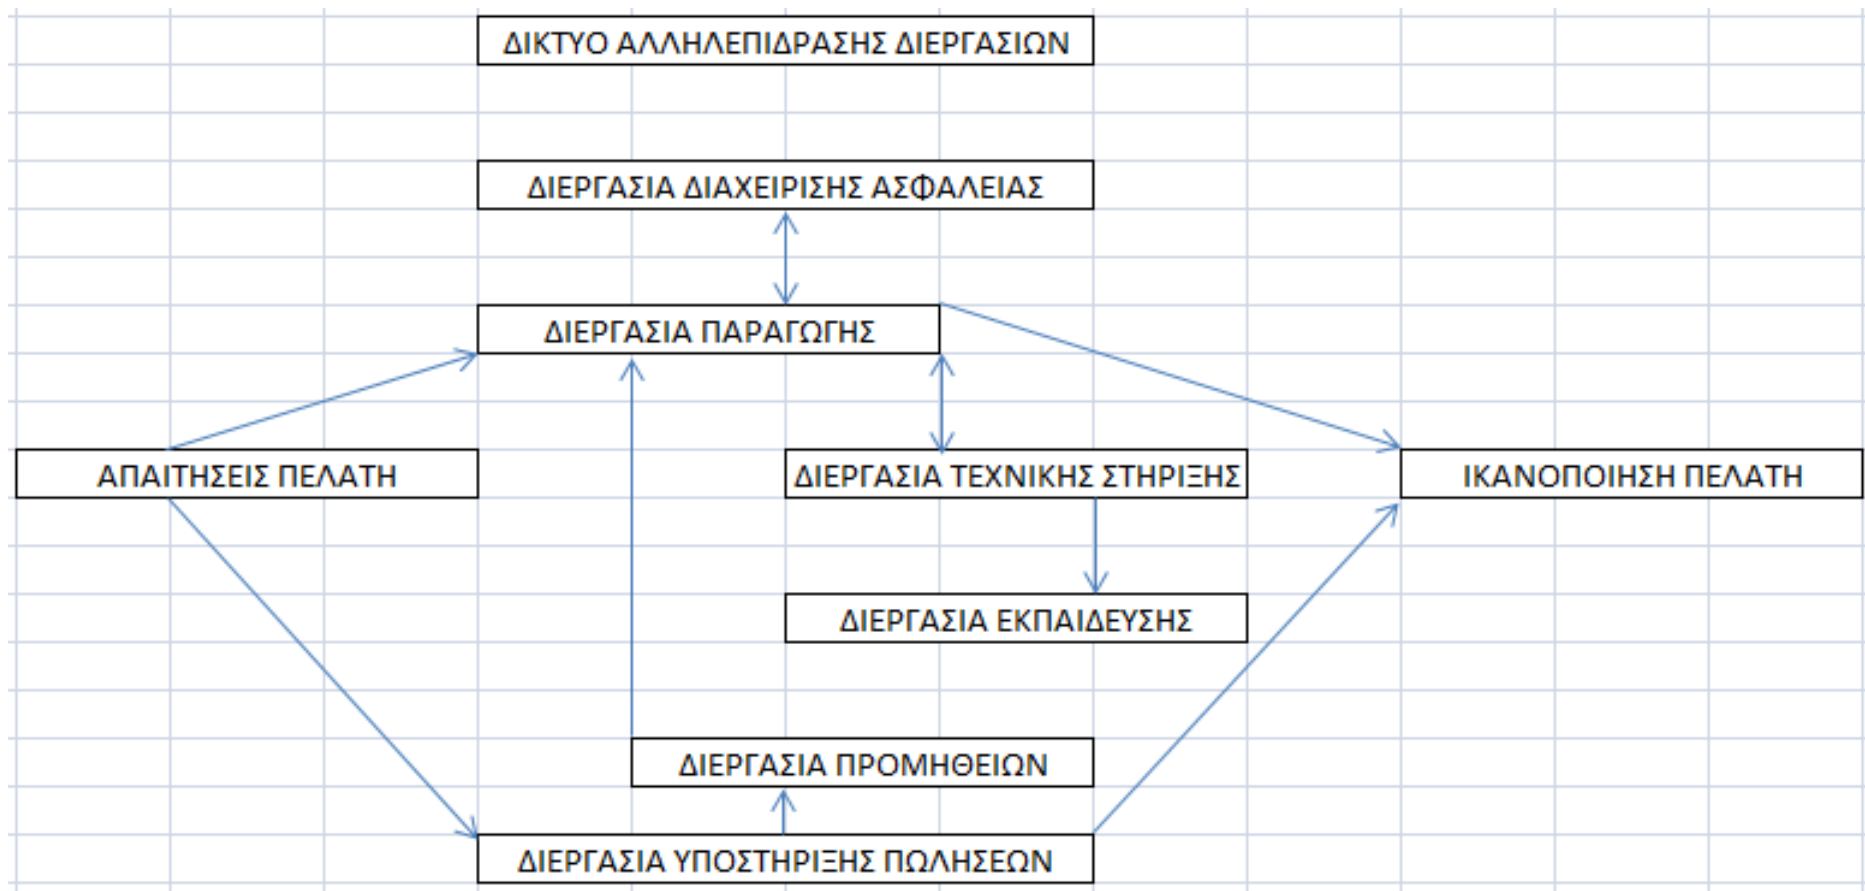 ΔΙΚΤΥΟ ΑΛΛΗΛΕΠΙΔΡΑΣΗΣ ΔΙΕΡΓΑΣΙΩΝ
ΔΙΕΡΓΑΣΙΑ ΔΙΑΧΕΙΡΙΣΗΣ ΑΣΦΑΛΕΙΑΣ
ΔΙΕΡΓΑΣΙΑ ΠΑΡΑΓΩΓΗΣ
ΑΠΑΙΤΗΣΕΙΣ ΠΕΛΑΤΗ
ΔΙΕΡΓΑΣΙΑ ΤΕΧΝΙΚΗΣ ΣΤΗΡΙΞΗΣ
ΙΚΑΝΟΠΟΙΗΣΗ ΠΕΛΑΤΗ
ΔΙΕΡΓΑΣΙΑ ΕΚΠΑΙΔΕΥΣΗΣ
ΔΙΕΡΓΑΣΙΑ ΠΡΟΜΗΘΕΙΩΝ
ΔΙΕΡΓΑΣΙΑ ΥΠΟΣΤΗΡΙΞΗΣ ΠΩΛΗΣΕΩΝ